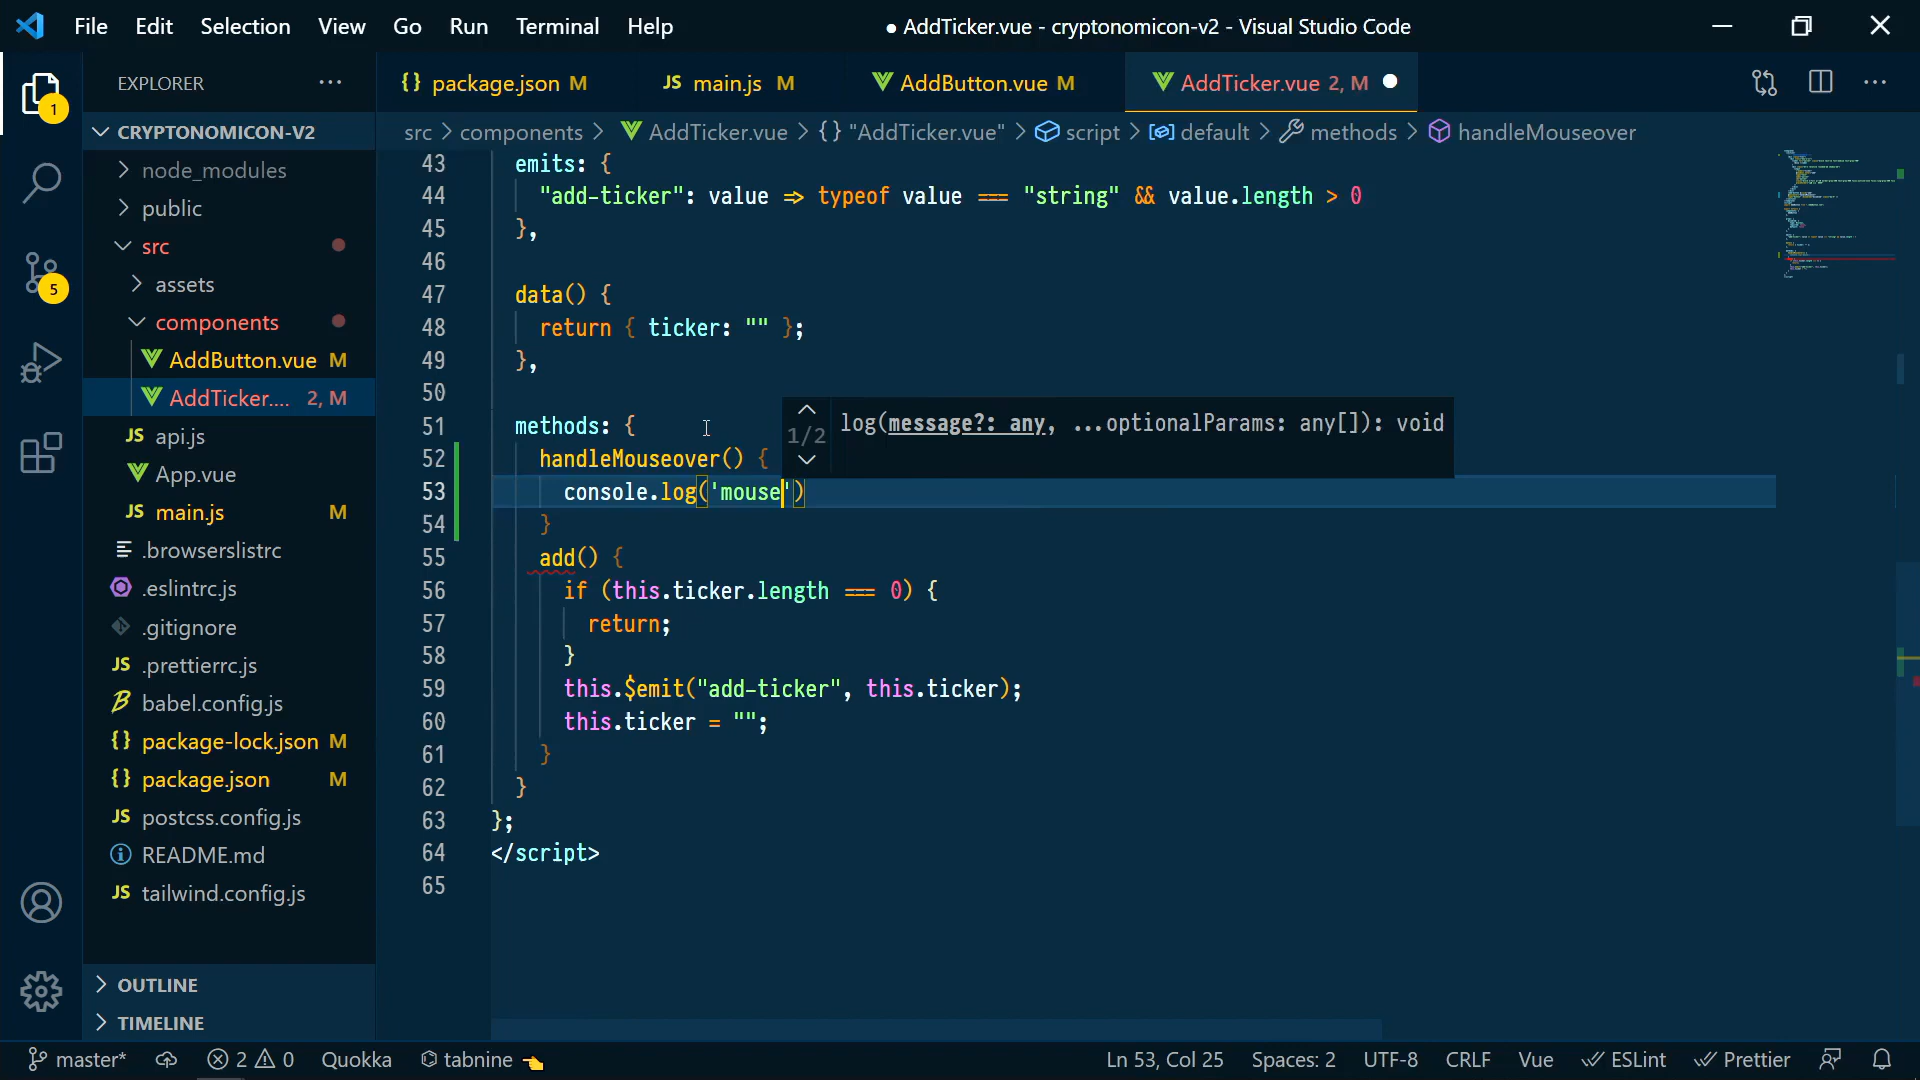 File Edit Selection View Go Run Terminal Help
● AddTicker.vue - cryptonomicon-v2 - Visual Studio Code
EXPLORER
{} package.json M
JS main.js M
AddButton.vue M
AddTicker.vue 2, M
src > components > AddTicker.vue > {} "AddTicker.vue" > script > default > methods > handleMouseover
1
5
CRYPTONOMICON-V2
node_modules
public
src
assets
components
AddButton.vue M
AddTicker.... 2, M
JS api.js
App.vue
JS main.js M
.browserslistrc
.eslintrc.js
.gitignore
JS .prettierrc.js
babel.config.js
{} package-lock.json M
{} package.json M
JS postcss.config.js
README.md
JS tailwind.config.js
OUTLINE
TIMELINE
43 emits: {
44 "add-ticker": value => typeof value === "string" && value.length > 0
45 },
46
47 data() {
48 return { ticker: "" };
49 },
50
51 methods: {
1/2 log(message?: any, ...optionalParams: any[]): void
52 handleMouseover() {
53 console.log('mouse')
54 }
55 add() {
56 if (this.ticker.length === 0) {
57 return;
58 }
59 this.$emit("add-ticker", this.ticker);
60 this.ticker = "";
61 }
62 }
63 };
64 </script>
65
master* 2 0 Quokka tabnine Ln 53, Col 25 Spaces: 2 UTF-8 CRLF Vue ESLint Prettier